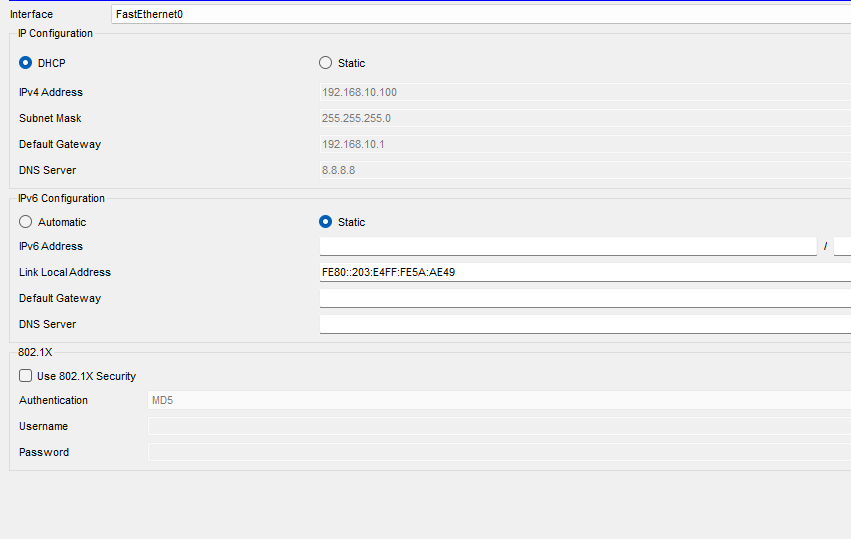 Interface FastEthernet0
IP Configuration
DHCP Static
IPv4 Address 192.168.10.100
Subnet Mask 255.255.255.0
Default Gateway 192.168.10.1
DNS Server 8.8.8.8
IPv6 Configuration
Automatic Static
IPv6 Address /
Link Local Address FE80::203:E4FF:FE5A:AE49
Default Gateway
DNS Server
802.1X
Use 802.1X Security
Authentication MD5
Username
Password